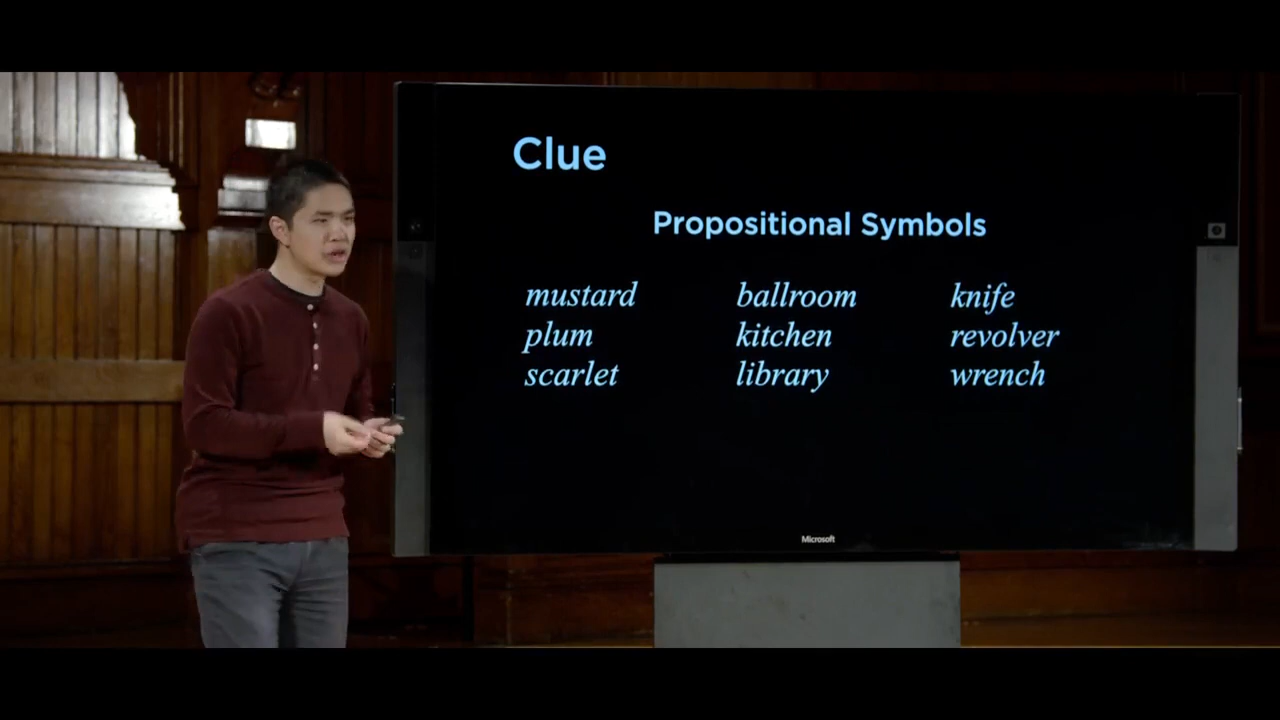 Clue
Propositional Symbols
mustard ballroom knife
plum kitchen revolver
scarlet library wrench
Microsoft